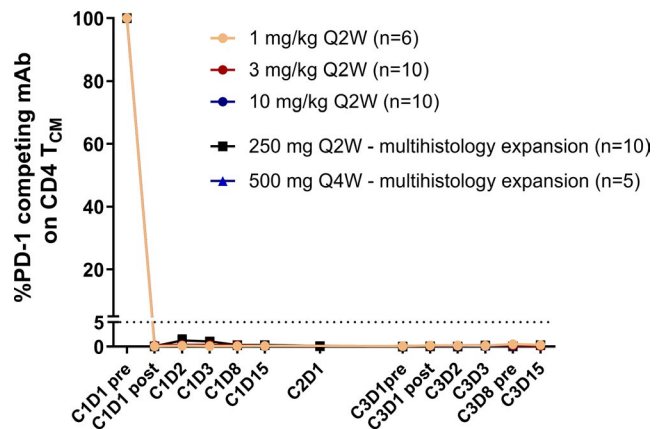 %PD-1 competing mAb
on CD4 TCM
100
80
60
40
20
5
0
1 mg/kg Q2W (n=6)
3 mg/kg Q2W (n=10)
10 mg/kg Q2W (n=10)
250 mg Q2W - multihistology expansion (n=10)
500 mg Q4W - multihistology expansion (n=5)
C1D1 pre
C1D1 post
C1D2
C1D3
C1D8
C1D15
C2D1
C3D1pre
C3D1 post
C3D2
C3D3
C3D8 pre
C3D15